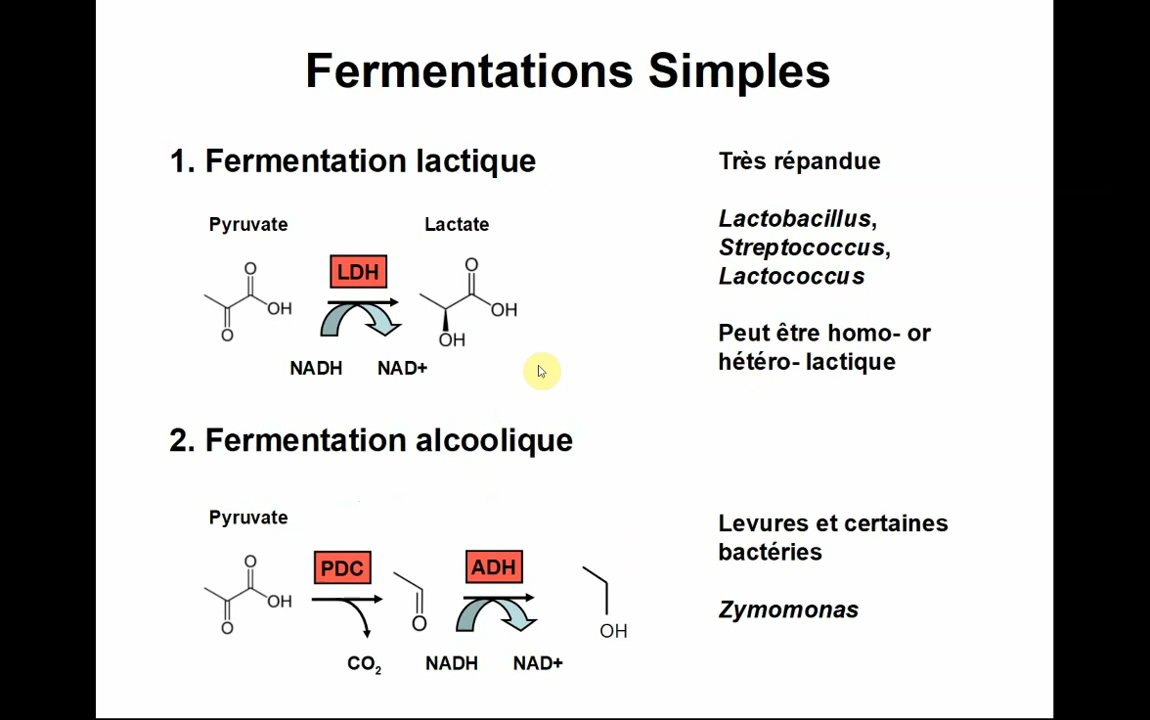 Fermentations Simples
1. Fermentation lactique
Très répandue
Pyruvate
Lactate
Lactobacillus,
Streptococcus,
Lactococcus
LDH
O
OH
O
O
OH
OH
NADH
NAD+
Peut être homo- or
hétéro- lactique
2. Fermentation alcoolique
Pyruvate
Levures et certaines
bactéries
PDC
ADH
O
OH
O
O
OH
Zymomonas
CO2
NADH
NAD+